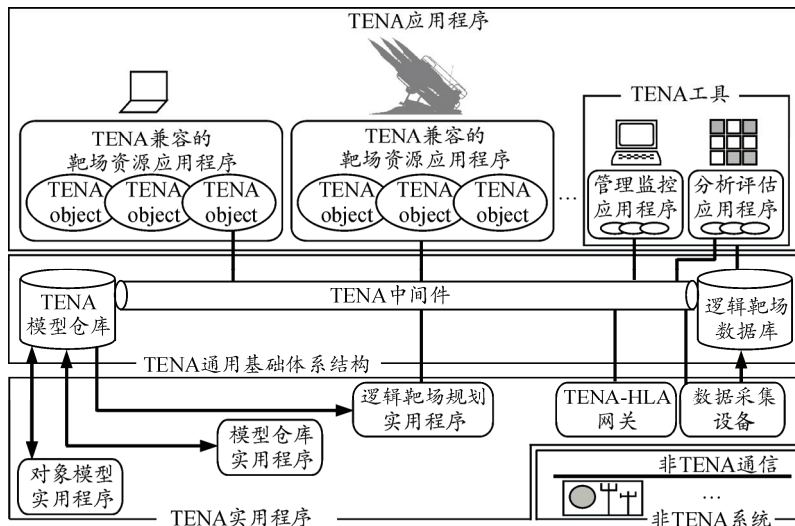 TENA应用程序
TENA工具
TENA兼容的
靶场资源应用程序
TENA
object
TENA
object
TENA
object
TENA兼容的
靶场资源应用程序
TENA
object
TENA
object
TENA
object
…
管理监控
应用程序
分析评估
应用程序
TENA
模型仓库
TENA中间件
逻辑靶场
数据库
TENA通用基础体系结构
逻辑靶场规划
实用程序
TENA-HLA
网关
数据采集
设备
模型仓库
实用程序
对象模型
实用程序
非TENA通信
…
TENA实用程序
非TENA系统